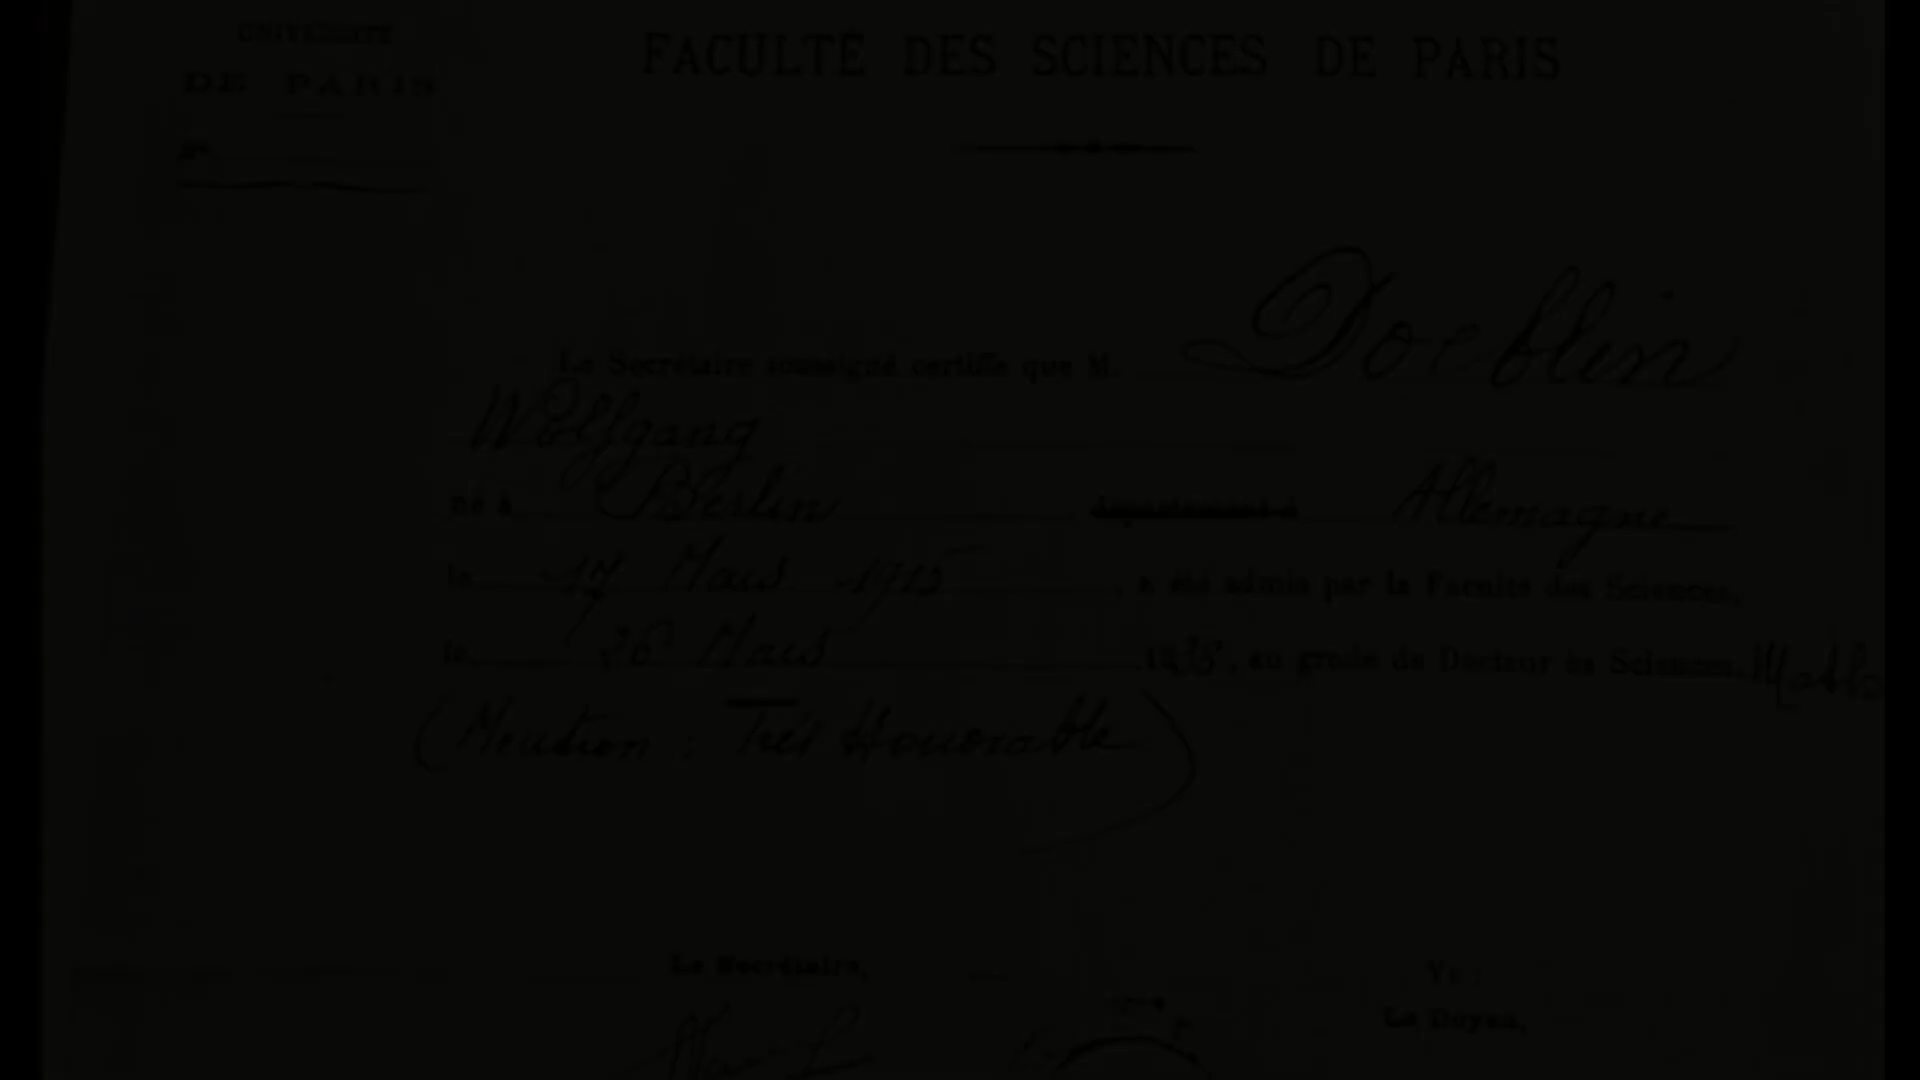 UNIVERSITÉ
DE PARIS
FACULTÉ DES SCIENCES DE PARIS
Le Secrétaire soussigné certifie que M. Doeblin
Wolfgang
né à Berlin Allemagne
le 17 Mars 1915, a été admis par la Faculté des Sciences,
le 26 Mars 1938, au grade de Docteur ès Sciences. Math
(Mention : Très Honorable)
Le Secrétaire,
Vu :
Le Doyen,